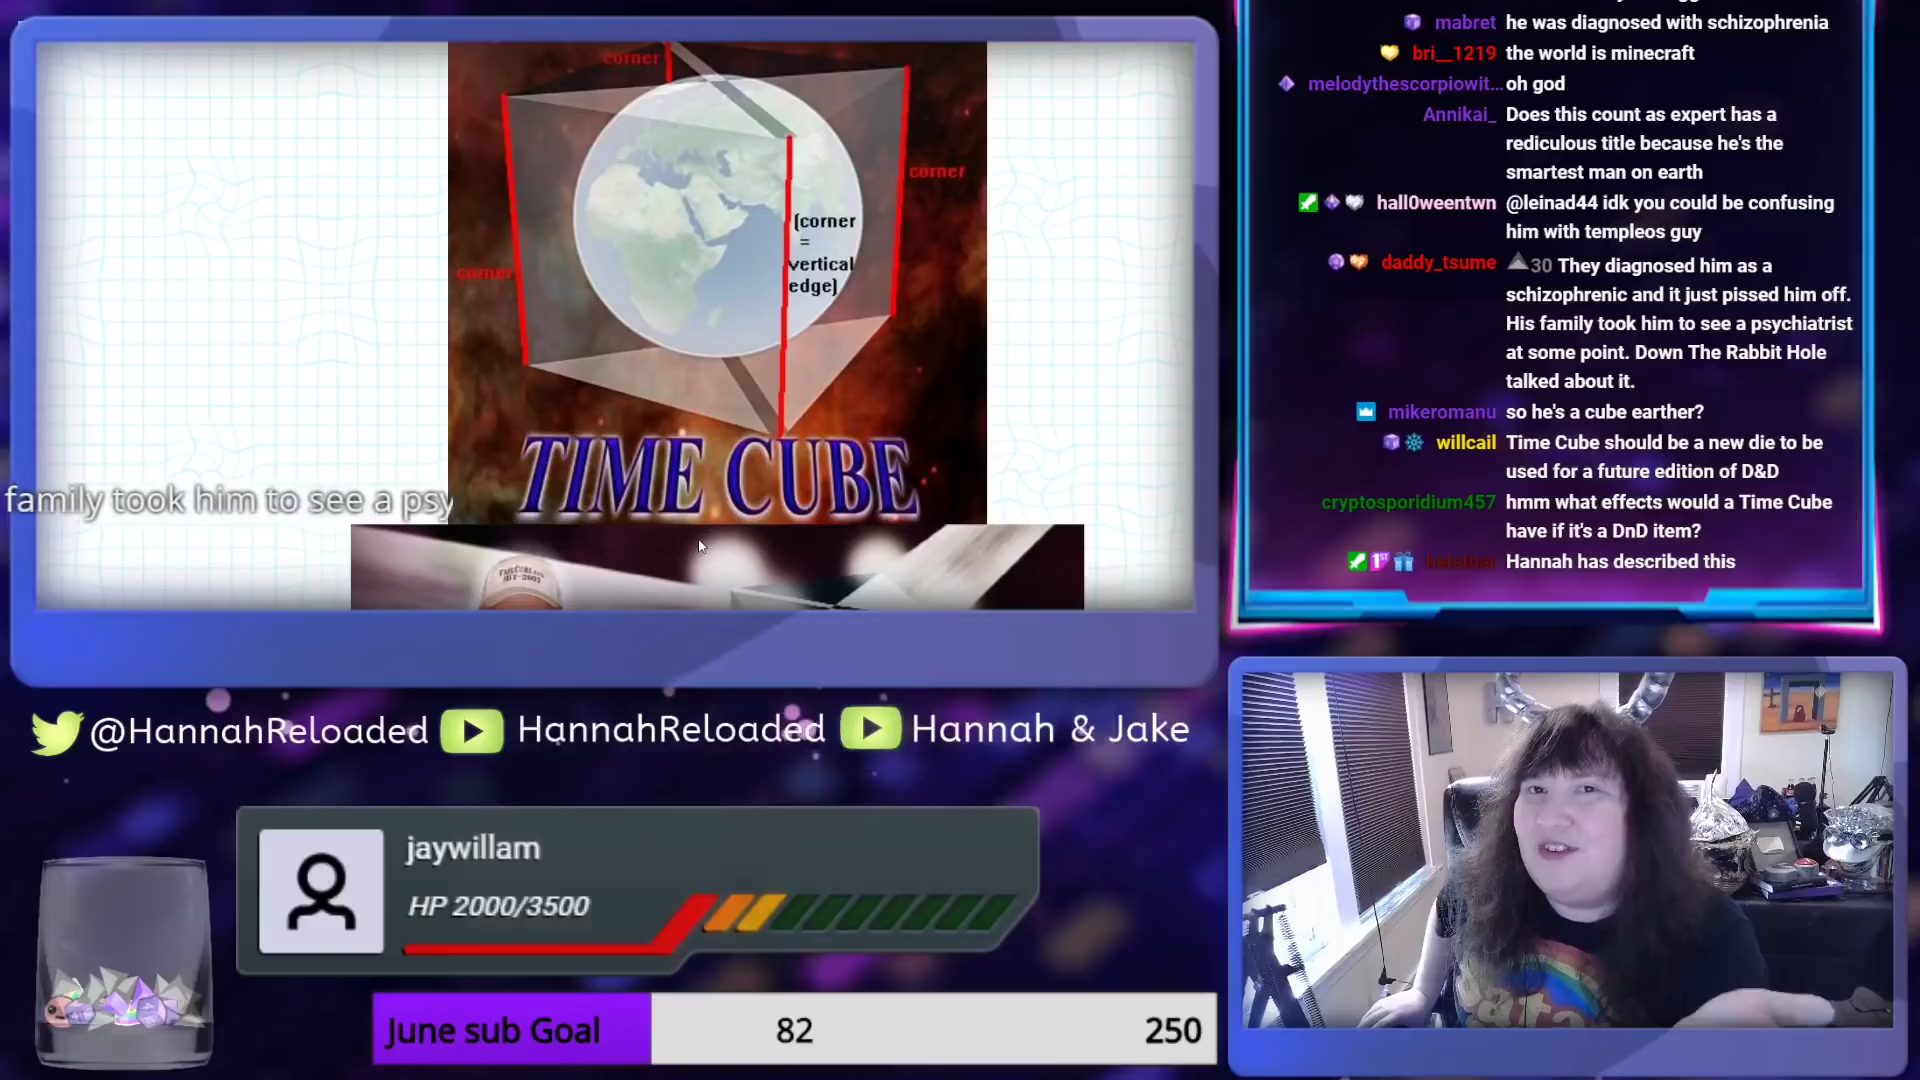 corner
corner
corner
(corner
=
vertical
edge)
TIME CUBE
family took him to see a psy
mabret he was diagnosed with schizophrenia
bri__1219 the world is minecraft
melodythescorpiowit... oh god
Annikai_ Does this count as expert has a
rediculous title because he's the
smartest man on earth
hall0weentwn @leinad44 idk you could be confusing
him with templeos guy
daddy_tsume 30 They diagnosed him as a
schizophrenic and it just pissed him off.
His family took him to see a psychiatrist
at some point. Down The Rabbit Hole
talked about it.
mikeromanu so he's a cube earther?
willcail Time Cube should be a new die to be
used for a future edition of D&D
cryptosporidium457 hmm what effects would a Time Cube
have if it's a DnD item?
Hannah has described this
@HannahReloaded HannahReloaded Hannah & Jake
jaywillam
HP 2000/3500
June sub Goal 82 250